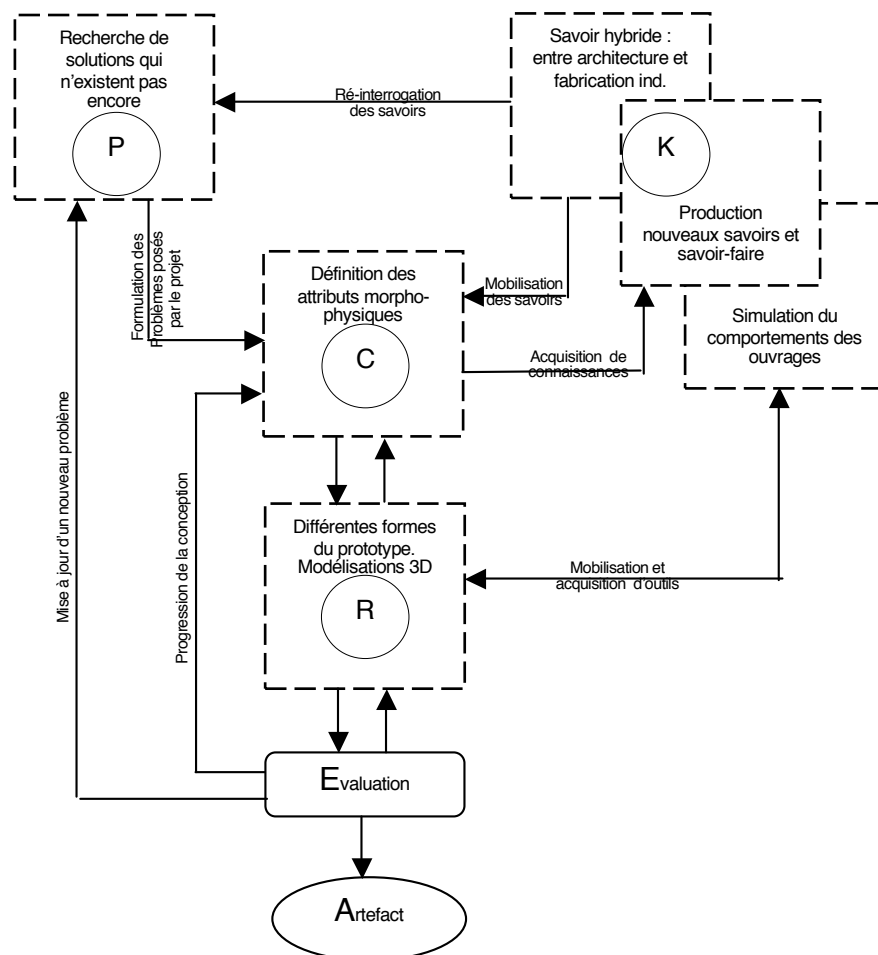 Recherche de
solutions qui
n'existent pas
encore
P
Ré-interrogation
des savoirs
Savoir hybride :
entre architecture et
fabrication ind.
K
Production
nouveaux savoirs et
savoir-faire
Simulation du
comportements des
ouvrages
Formulation des
Problèmes posés
par le projet
Définition des
attributs morpho-
physiques
C
Mobilisation
des savoirs
Acquisition de
connaissances
Mise à jour d'un nouveau problème
Progression de la conception
Différentes formes
du prototype.
Modélisations 3D
R
Mobilisation et
acquisition d'outils
Evaluation
Artefact